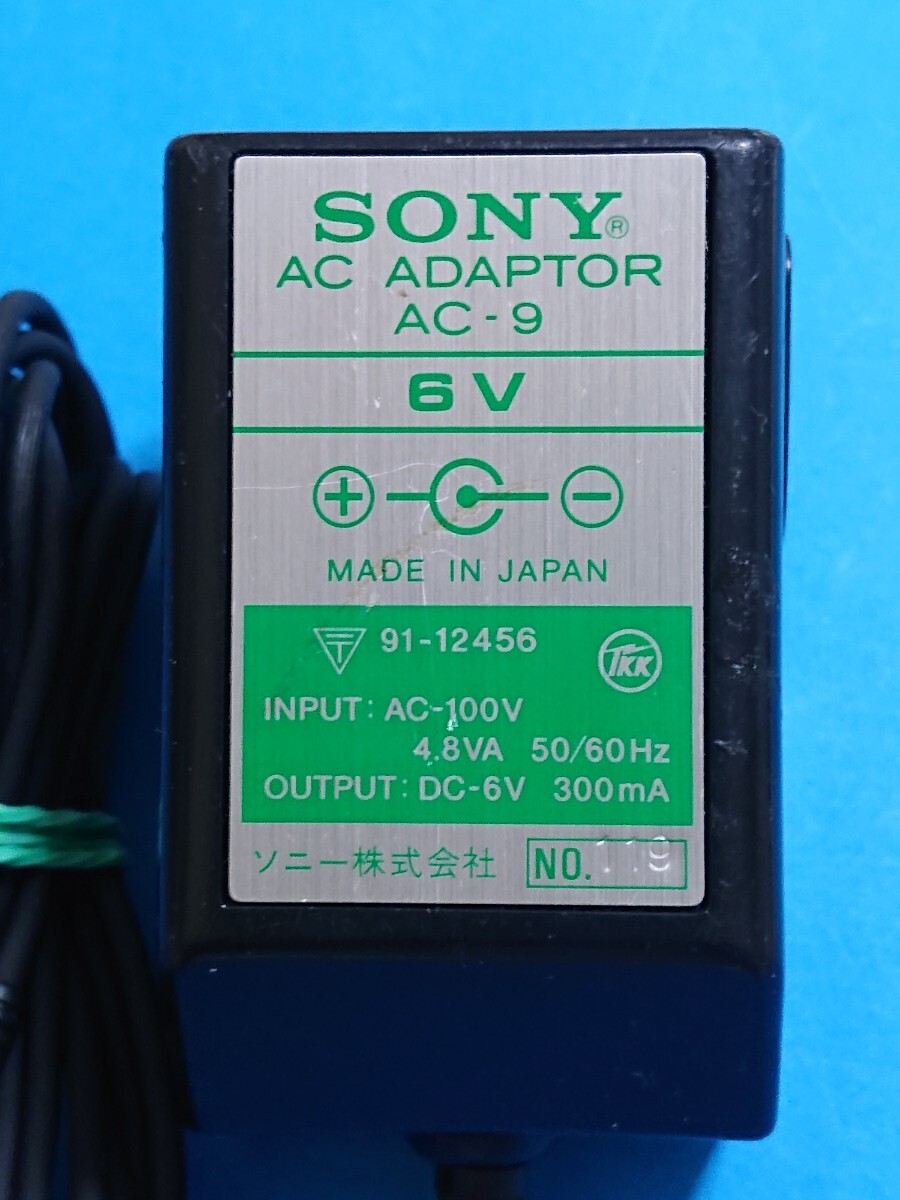 SONY®
AC ADAPTOR
AC-9
6V
MADE IN JAPAN
〒 91-12456
TKK
INPUT: AC-100V
4.8VA 50/60Hz
OUTPUT: DC-6V 300mA
ソニー株式会社
NO.